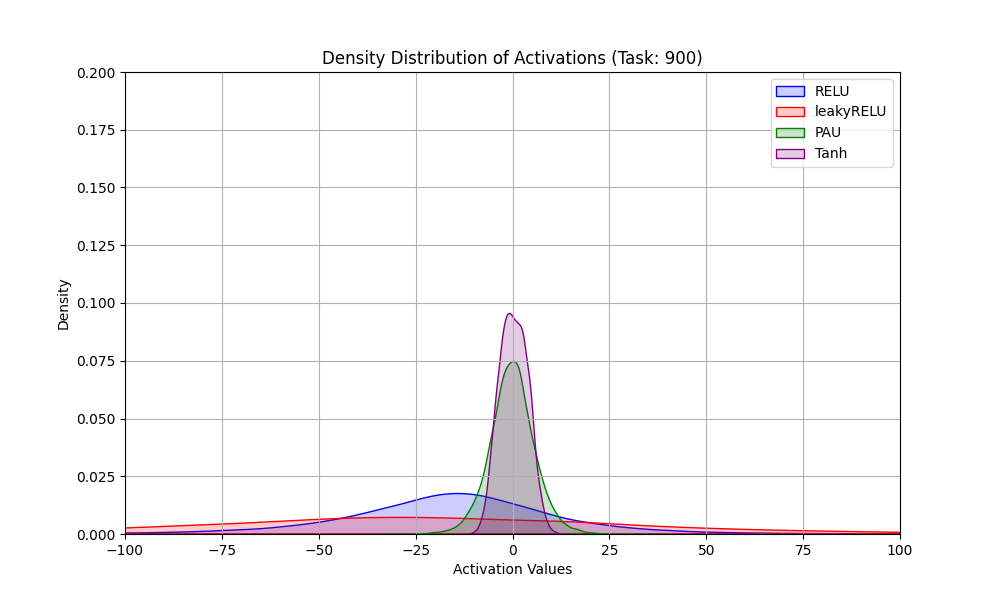 Density Distribution of Activations (Task: 900)
0.200
0.175
0.150
0.125
0.100
0.075
0.050
0.025
0.000
Density
RELU
leakyRELU
PAU
Tanh
−100
−75
−50
−25
0
25
50
75
100
Activation Values